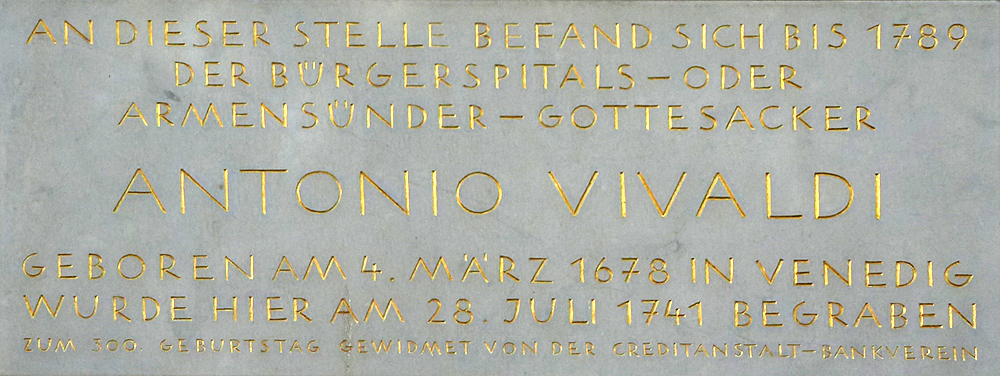 AN DIESER STELLE BEFAND SICH BIS 1789
DER BÜRGERSPITALS – ODER
ARMENSÜNDER – GOTTESACKER
ANTONIO VIVALDI
GEBOREN AM 4. MÄRZ 1678 IN VENEDIG
WURDE HIER AM 28. JULI 1741 BEGRABEN
ZUM 300. GEBURTSTAG GEWIDMET VON DER CREDITANSTALT–BANKVEREIN